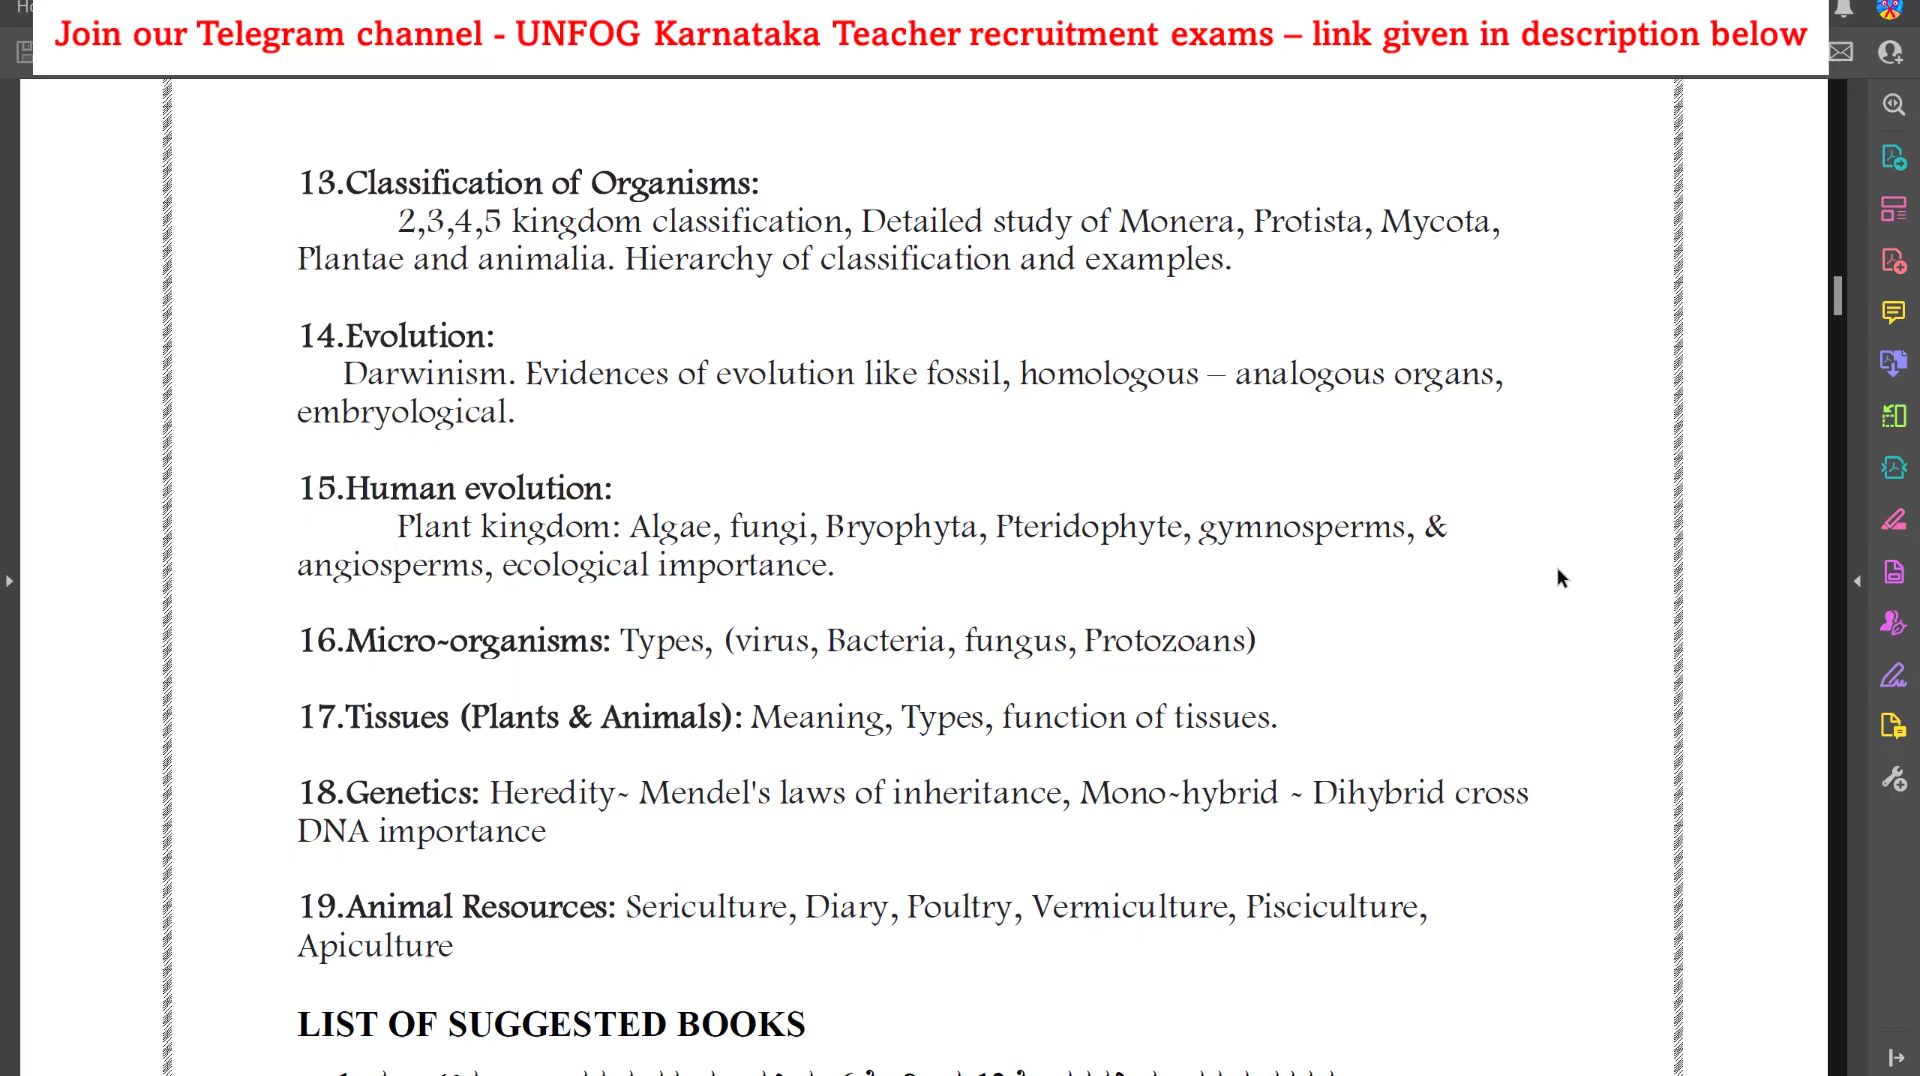 Join our Telegram channel - UNFOG Karnataka Teacher recruitment exams – link given in description below
13.Classification of Organisms:
2,3,4,5 kingdom classification, Detailed study of Monera, Protista, Mycota,
Plantae and animalia. Hierarchy of classification and examples.
14.Evolution:
Darwinism. Evidences of evolution like fossil, homologous – analogous organs,
embryological.
15.Human evolution:
Plant kingdom: Algae, fungi, Bryophyta, Pteridophyte, gymnosperms, &
angiosperms, ecological importance.
16.Micro-organisms: Types, (virus, Bacteria, fungus, Protozoans)
17.Tissues (Plants & Animals): Meaning, Types, function of tissues.
18.Genetics: Heredity- Mendel's laws of inheritance, Mono-hybrid - Dihybrid cross
DNA importance
19.Animal Resources: Sericulture, Diary, Poultry, Vermiculture, Pisciculture,
Apiculture
LIST OF SUGGESTED BOOKS